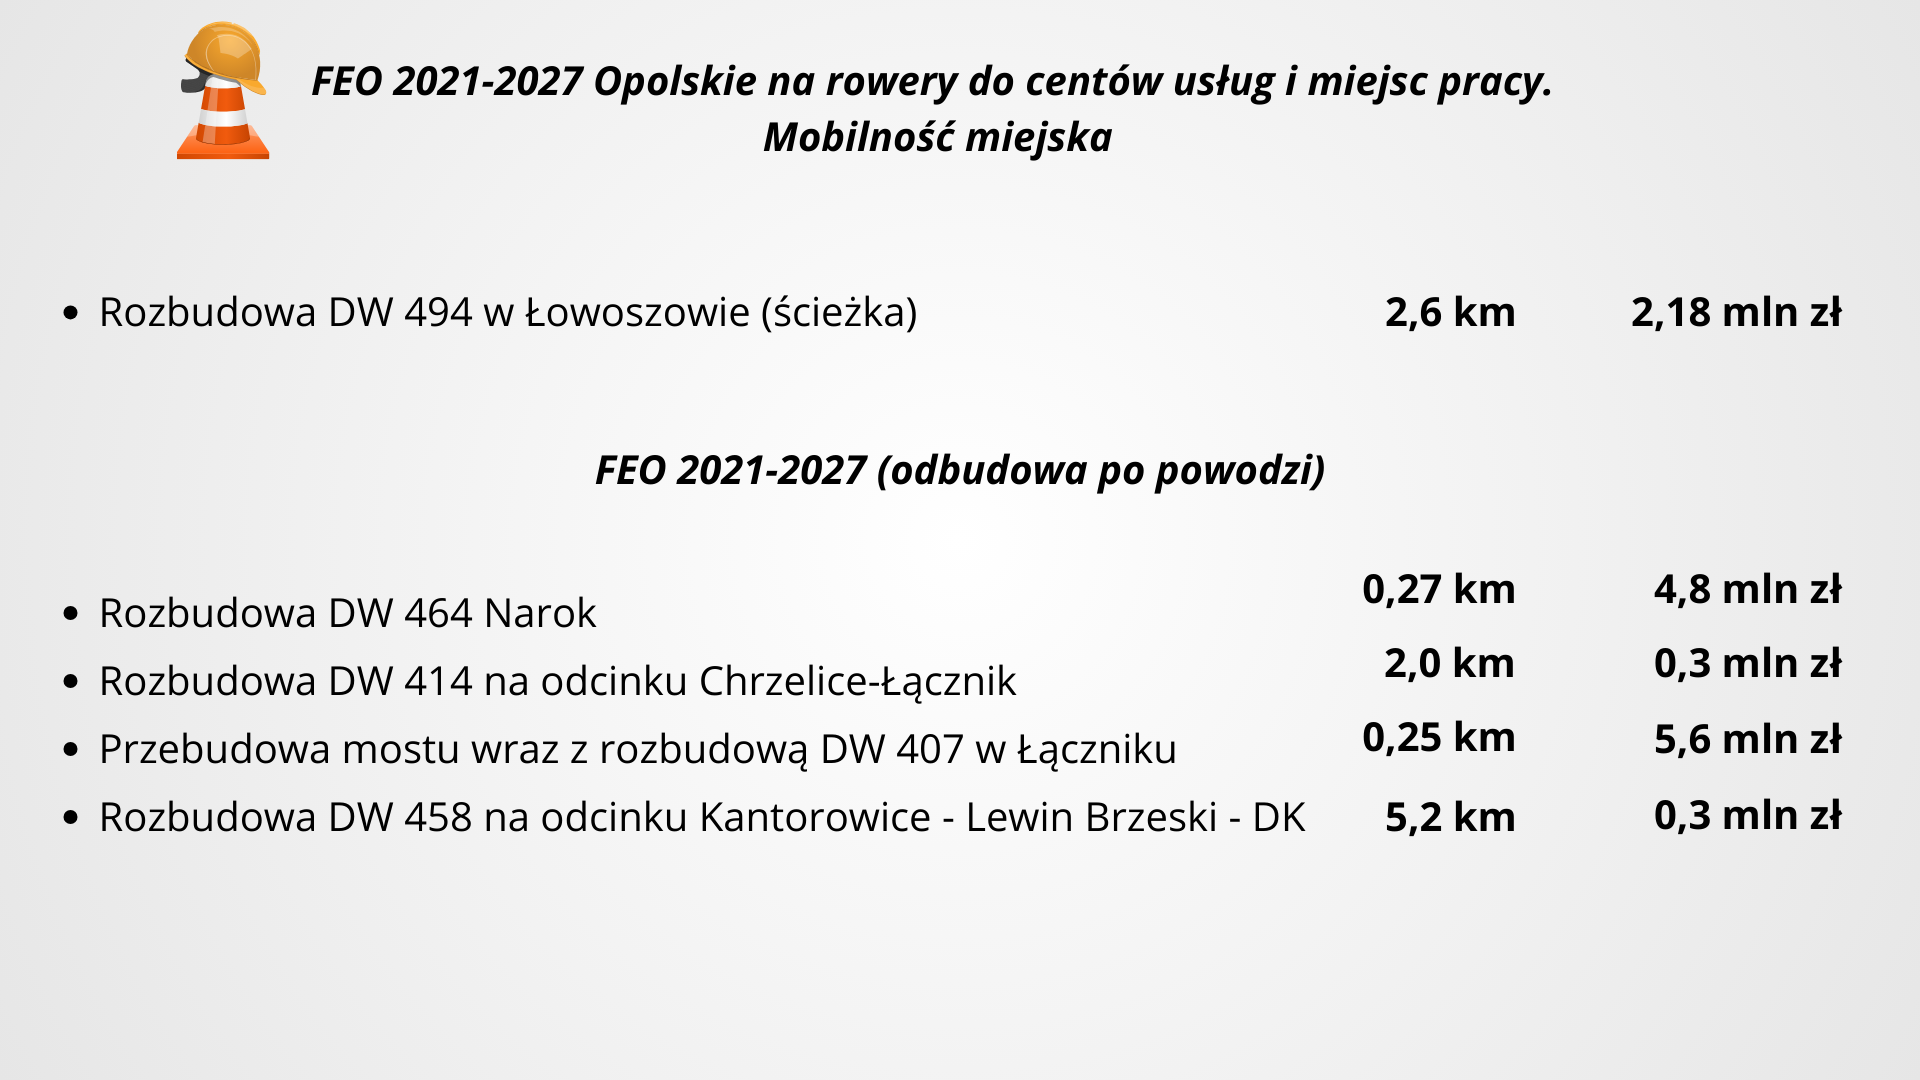 FEO 2021-2027 Opolskie na rowery do centów usług i miejsc pracy.
Mobilność miejska
• Rozbudowa DW 494 w Łowoszowie (ścieżka) 2,6 km 2,18 mln zł
FEO 2021-2027 (odbudowa po powodzi)
• Rozbudowa DW 464 Narok 0,27 km 4,8 mln zł
• Rozbudowa DW 414 na odcinku Chrzelice-Łącznik 2,0 km 0,3 mln zł
• Przebudowa mostu wraz z rozbudową DW 407 w Łączniku 0,25 km 5,6 mln zł
• Rozbudowa DW 458 na odcinku Kantorowice - Lewin Brzeski - DK 5,2 km 0,3 mln zł